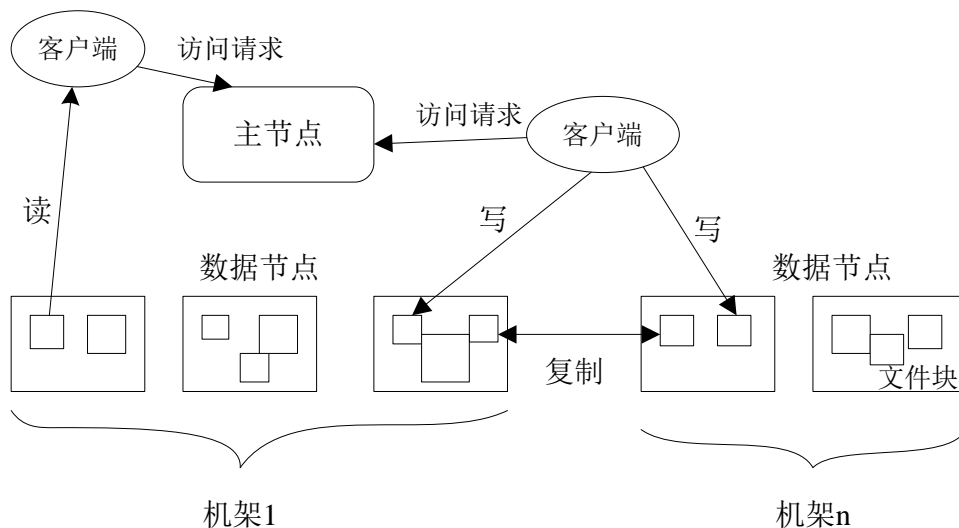 客户端
访问请求
主节点
访问请求
客户端
读
写
写
数据节点
数据节点
复制
文件块
机架1
机架n